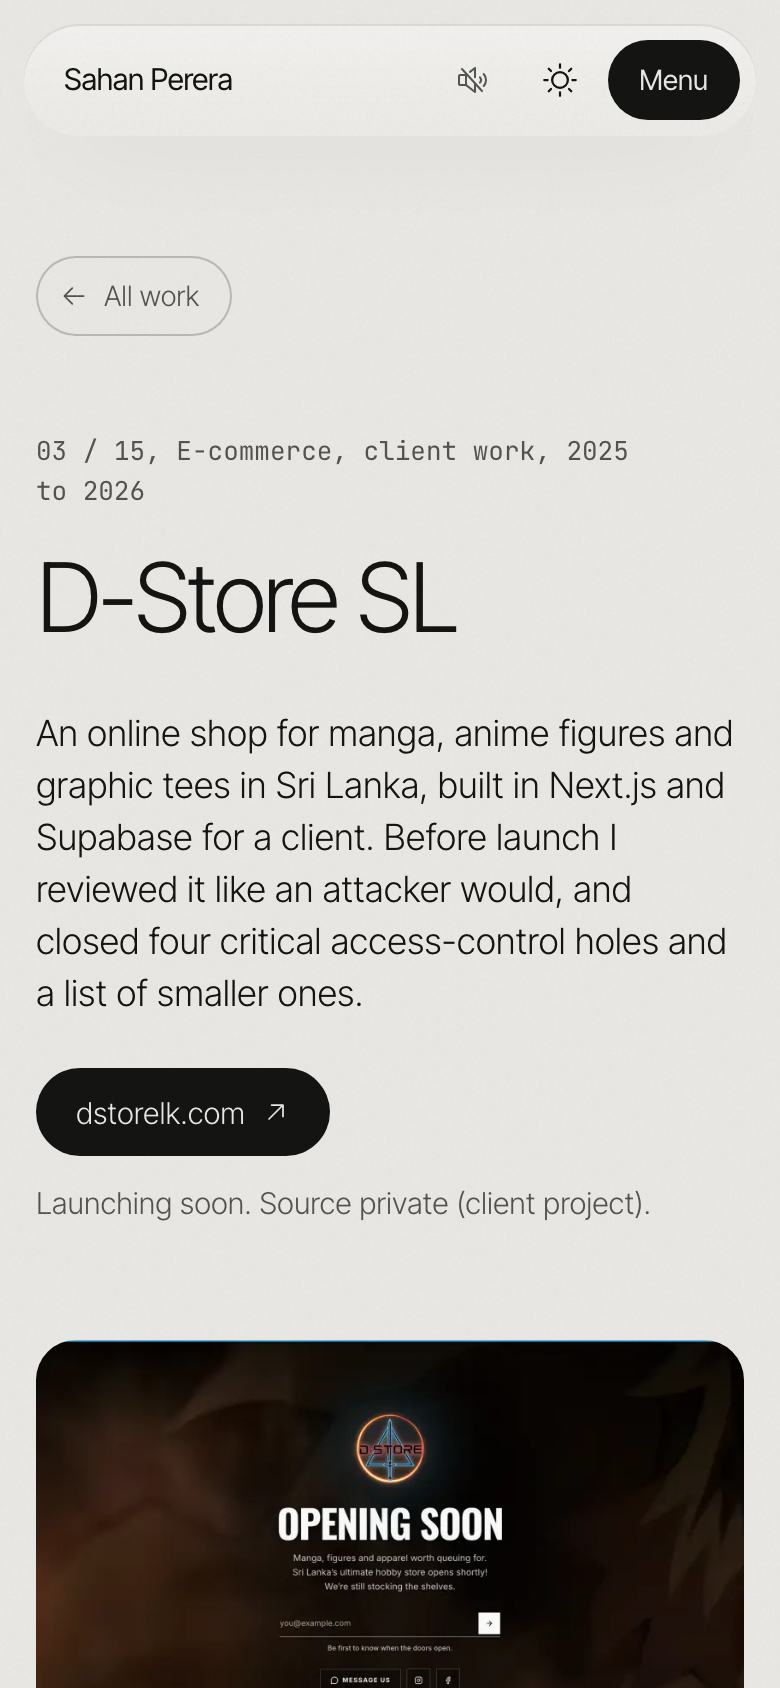 Sahan Perera
Menu
All work
03 / 15, E-commerce, client work, 2025
to 2026
D-Store SL
An online shop for manga, anime figures and
graphic tees in Sri Lanka, built in Next.js and
Supabase for a client. Before launch I
reviewed it like an attacker would, and
closed four critical access-control holes and
a list of smaller ones.
dstorelk.com
Launching soon. Source private (client project).
D STORE
OPENING SOON
Manga, figures and apparel worth queuing for.
Sri Lanka's ultimate hobby store opens shortly!
We're still stocking the shelves.
you@example.com
Be first to know when the doors open.
MESSAGE US